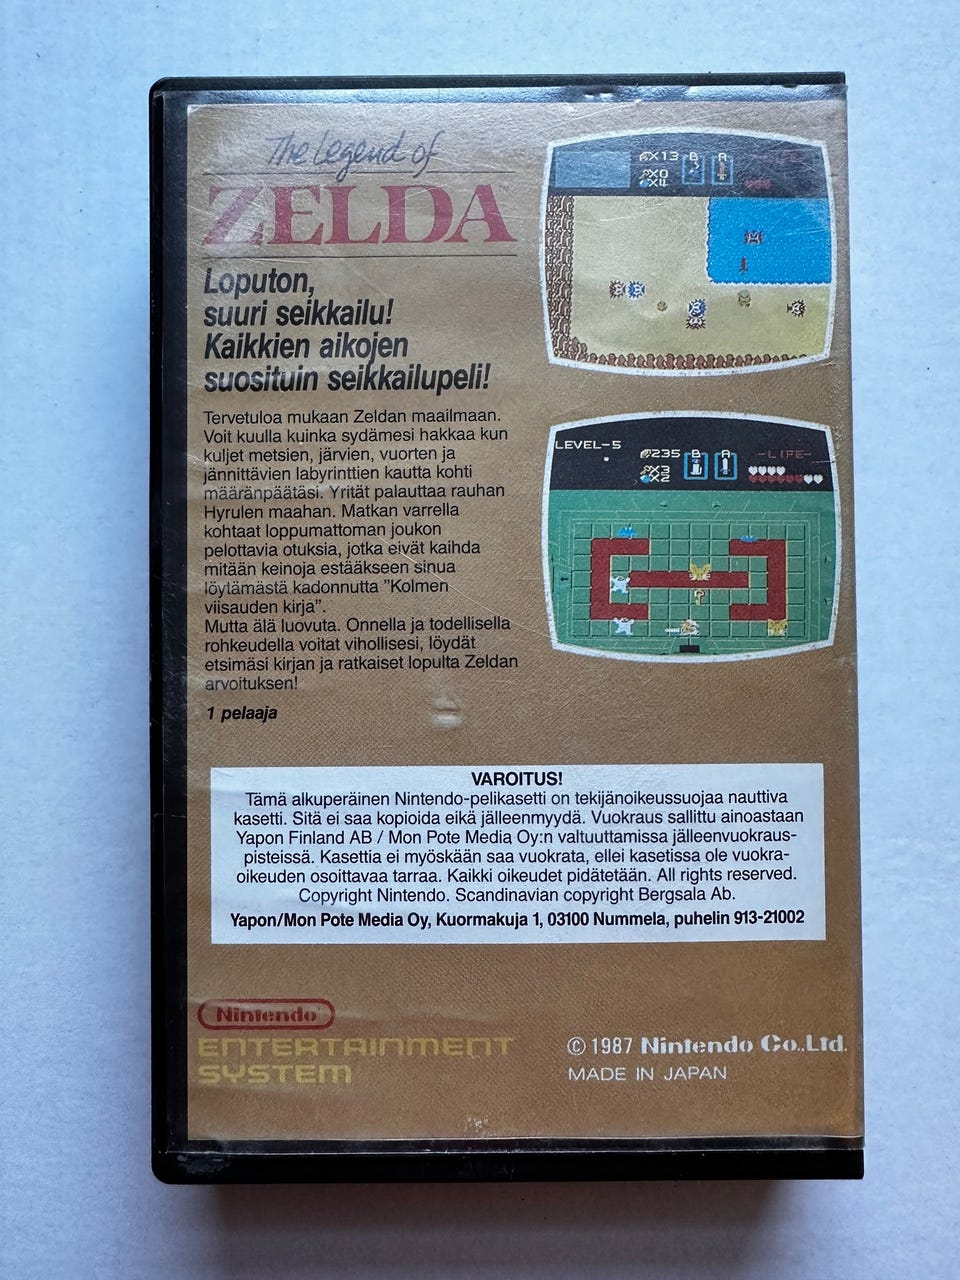 The Legend of
ZELDA
Loputon,
suuri seikkailu!
Kaikkien aikojen
suosituin seikkailupeli!
Tervetuloa mukaan Zeldan maailmaan.
Voit kuulla kuinka sydämesi hakkaa kun
kuljet metsien, järvien, vuorten ja
jännittävien labyrinttien kautta kohti
määränpäätäsi. Yrität palauttaa rauhan
Hyrulen maahan. Matkan varrella
kohtaat loppumattoman joukon
pelottavia otuksia, jotka eivät kaihda
mitään keinoja estääkseen sinua
löytämästä kadonnutta ”Kolmen
viisauden kirja”.
Mutta älä luovuta. Onnella ja todellisella
rohkeudella voitat vihollisesi, löydät
etsimäsi kirjan ja ratkaiset lopulta Zeldan
arvoituksen!
1 pelaaja
X13 B A
X0
X4
LEVEL-5
235 B A -LIFE-
X3
X2
VAROITUS!
Tämä alkuperäinen Nintendo-pelikasetti on tekijänoikeussuojaa nauttiva
kasetti. Sitä ei saa kopioida eikä jälleenmyydä. Vuokraus sallittu ainoastaan
Yapon Finland AB / Mon Pote Media Oy:n valtuuttamissa jälleenvuokraus-
pisteissä. Kasettia ei myöskään saa vuokrata, ellei kasetissa ole vuokra-
oikeuden osoittavaa tarraa. Kaikki oikeudet pidätetään. All rights reserved.
Copyright Nintendo. Scandinavian copyright Bergsala Ab.
Yapon/Mon Pote Media Oy, Kuormakuja 1, 03100 Nummela, puhelin 913-21002
Nintendo
ENTERTAINMENT
SYSTEM
© 1987 Nintendo Co.,Ltd.
MADE IN JAPAN